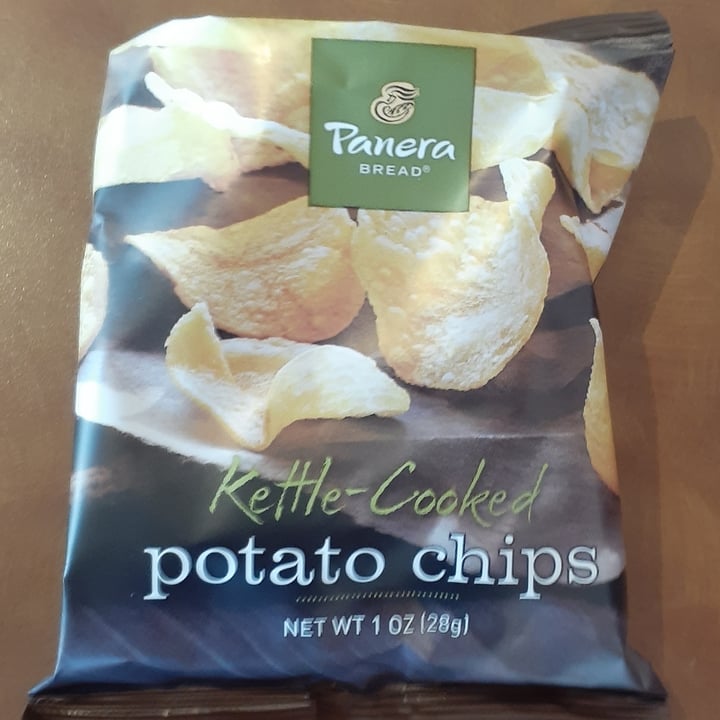 Panera
BREAD®
Kettle-Cooked
potato chips
NET WT 1 OZ (28g)